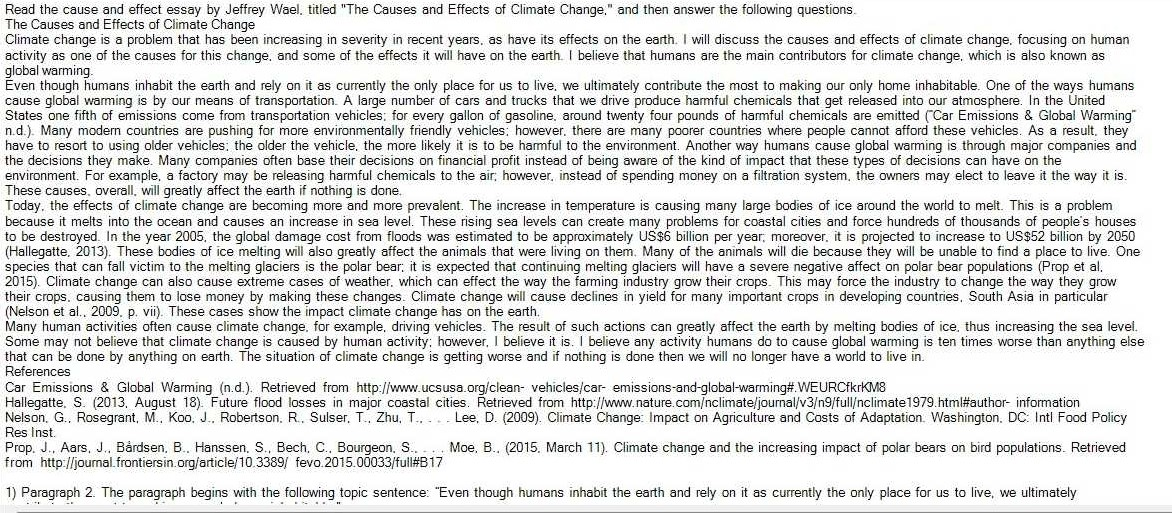 Read the cause and effect essay by Jeffrey Wael, titled "The Causes and Effects of Climate Change," and then answer the following questions.
The Causes and Effects of Climate Change
Climate change is a problem that has been increasing in severity in recent years, as have its effects on the earth. I will discuss the causes and effects of climate change, focusing on human
activity as one of the causes for this change, and some of the effects it will have on the earth. I believe that humans are the main contributors for climate change, which is also known as
global warming.
Even though humans inhabit the earth and rely on it as currently the only place for us to live, we ultimately contribute the most to making our only home inhabitable. One of the ways humans
cause global warming is by our means of transportation. A large number of cars and trucks that we drive produce harmful chemicals that get released into our atmosphere. In the United
States one fifth of emissions come from transportation vehicles; for every gallon of gasoline, around twenty four pounds of harmful chemicals are emitted ("Car Emissions & Global Warming"
n.d.). Many modern countries are pushing for more environmentally friendly vehicles; however, there are many poorer countries where people cannot afford these vehicles. As a result, they
have to resort to using older vehicles; the older the vehicle, the more likely it is to be harmful to the environment. Another way humans cause global warming is through major companies and
the decisions they make. Many companies often base their decisions on financial profit instead of being aware of the kind of impact that these types of decisions can have on the
environment. For example, a factory may be releasing harmful chemicals to the air; however, instead of spending money on a filtration system, the owners may elect to leave it the way it is.
These causes, overall, will greatly affect the earth if nothing is done.
Today, the effects of climate change are becoming more and more prevalent. The increase in temperature is causing many large bodies of ice around the world to melt. This is a problem
because it melts into the ocean and causes an increase in sea level. These rising sea levels can create many problems for coastal cities and force hundreds of thousands of people's houses
to be destroyed. In the year 2005, the global damage cost from floods was estimated to be approximately US$6 billion per year; moreover, it is projected to increase to US$52 billion by 2050
(Hallegatte, 2013). These bodies of ice melting will also greatly affect the animals that were living on them. Many of the animals will die because they will be unable to find a place to live. One
species that can fall victim to the melting glaciers is the polar bear; it is expected that continuing melting glaciers will have a severe negative affect on polar bear populations (Prop et al,
2015). Climate change can also cause extreme cases of weather, which can effect the way the farming industry grow their crops. This may force the industry to change the way they grow
their crops, causing them to lose money by making these changes. Climate change will cause declines in yield for many important crops in developing countries, South Asia in particular
(Nelson et al., 2009, p. vii). These cases show the impact climate change has on the earth.
Many human activities often cause climate change, for example, driving vehicles. The result of such actions can greatly affect the earth by melting bodies of ice, thus increasing the sea level.
Some may not believe that climate change is caused by human activity; however, I believe it is. I believe any activity humans do to cause global warming is ten times worse than anything else
that can be done by anything on earth. The situation of climate change is getting worse and if nothing is done then we will no longer have a world to live in.
References
Car Emissions & Global Warming (n.d.). Retrieved from http://www.ucsusa.org/clean- vehicles/car- emissions-and-global-warming#.WEURCfkrKM8
Hallegatte, S. (2013, August 18). Future flood losses in major coastal cities. Retrieved from http://www.nature.com/nclimate/journal/v3/n9/full/nclimate1979.html#author- information
Nelson, G., Rosegrant, M., Koo, J., Robertson, R., Sulser, T., Zhu, T., . . . Lee, D. (2009). Climate Change: Impact on Agriculture and Costs of Adaptation. Washington, DC: Intl Food Policy
Res Inst.
Prop, J., Aars, J., Bårdsen, B., Hanssen, S., Bech, C., Bourgeon, S., . . . Moe, B., (2015, March 11). Climate change and the increasing impact of polar bears on bird populations. Retrieved
from http://journal.frontiersin.org/article/10.3389/ fevo.2015.00033/full#B17
1) Paragraph 2. The paragraph begins with the following topic sentence: "Even though humans inhabit the earth and rely on it as currently the only place for us to live, we ultimately